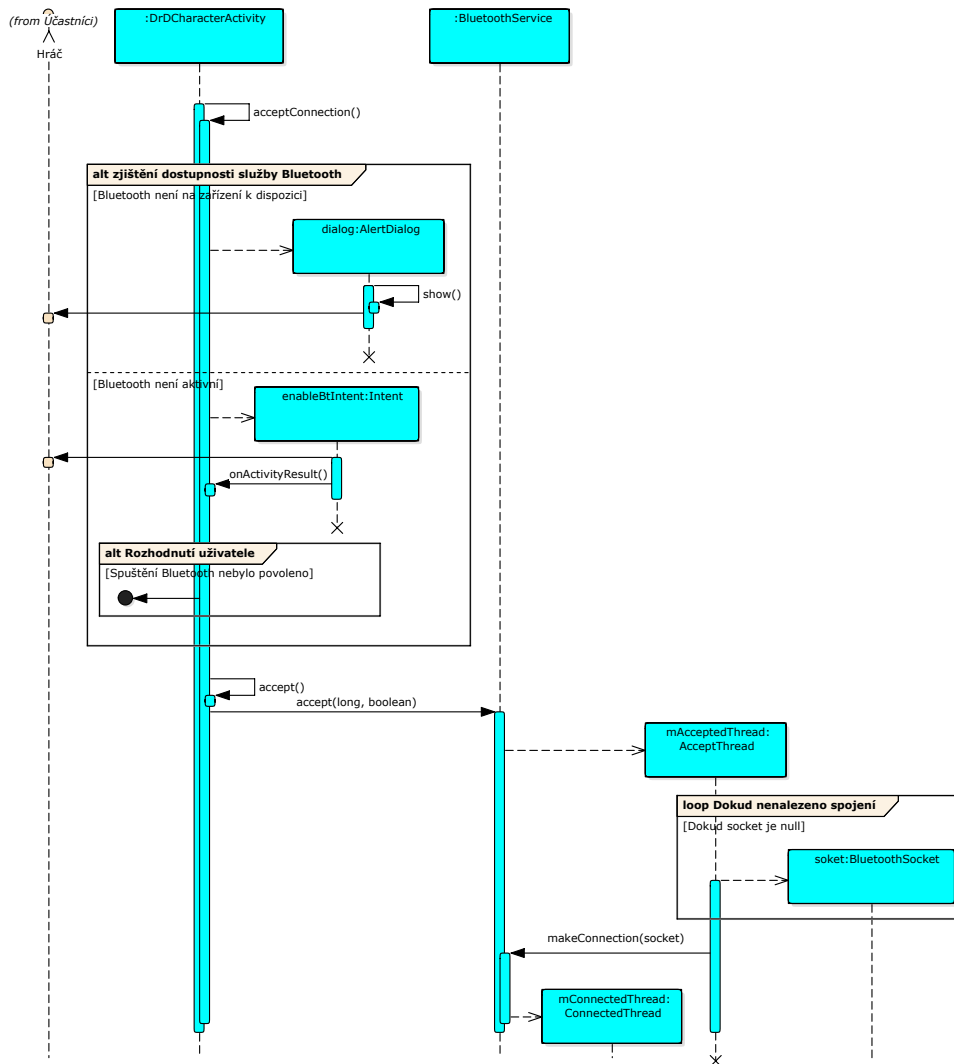 (from Účastníci)
Hráč
:DrDCharacterActivity
:BluetoothService
acceptConnection()
alt zjištění dostupnosti služby Bluetooth
[Bluetooth není na zařízení k dispozici]
dialog:AlertDialog
show()
[Bluetooth není aktivní]
enableBtIntent:Intent
onActivityResult()
alt Rozhodnutí uživatele
[Spuštění Bluetooth nebylo povoleno]
accept()
accept(long, boolean)
mAcceptedThread:
AcceptThread
loop Dokud nenalezeno spojení
[Dokud socket je null]
soket:BluetoothSocket
makeConnection(socket)
mConnectedThread:
ConnectedThread